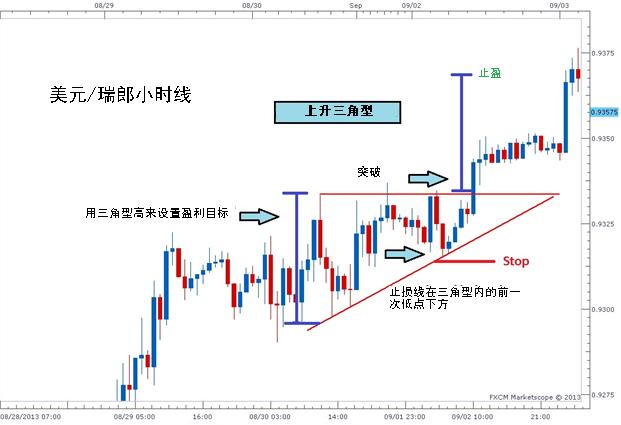 08/29 08/30 Sep 09/02 09/03
美元/瑞郎小时线
上升三角型
止盈
0.9375
0.93575
0.9350
突破
用三角型高来设置盈利目标
0.9325
Stop
止损线在三角型内的前一
次低点下方
0.9300
0.9275
FXCM Marketscope © 2013
08/28/2013 07:00 08/29 05:00 16:00 08/30 03:00 14:00 09/01 23:00 09/02 10:00 21:00